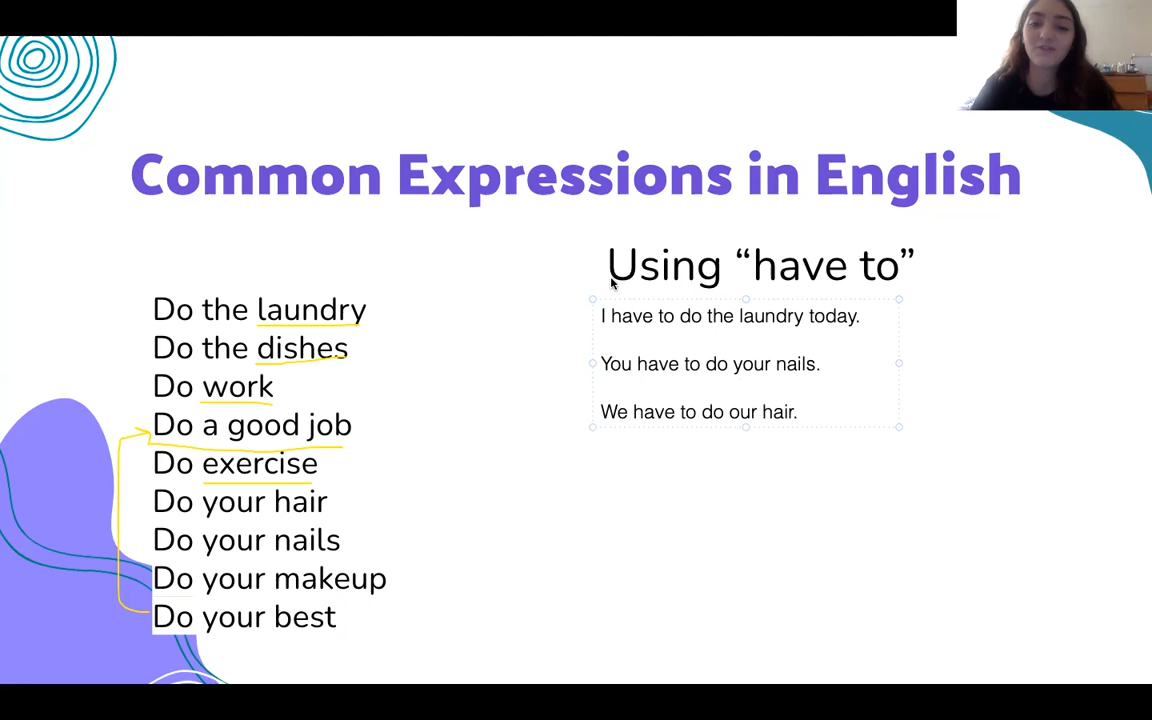 Common Expressions in English
Do the laundry
Do the dishes
Do work
Do a good job
Do exercise
Do your hair
Do your nails
Do your makeup
Do your best
Using “have to”
I have to do the laundry today.
You have to do your nails.
We have to do our hair.